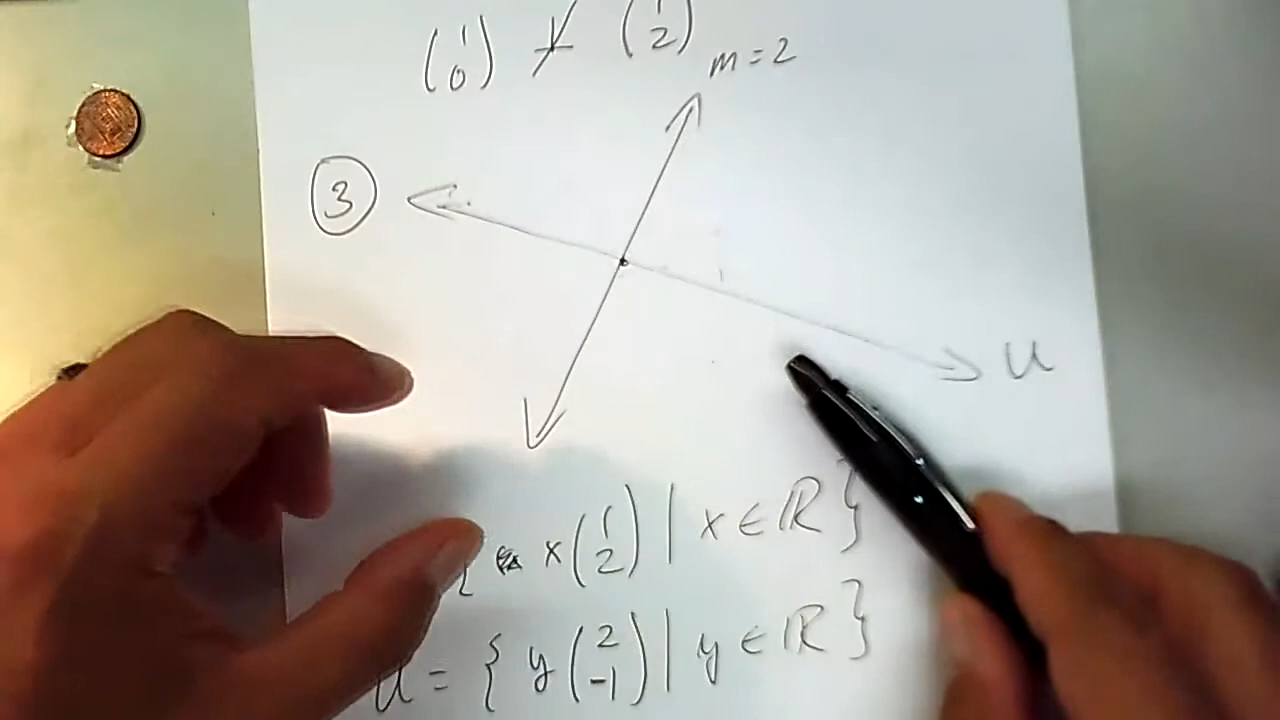 (1 0) ⊥̸ (1 2)
m = 2
3
U
x(1 2) | x ∈ ℝ}
U = { y(2 -1) | y ∈ ℝ}